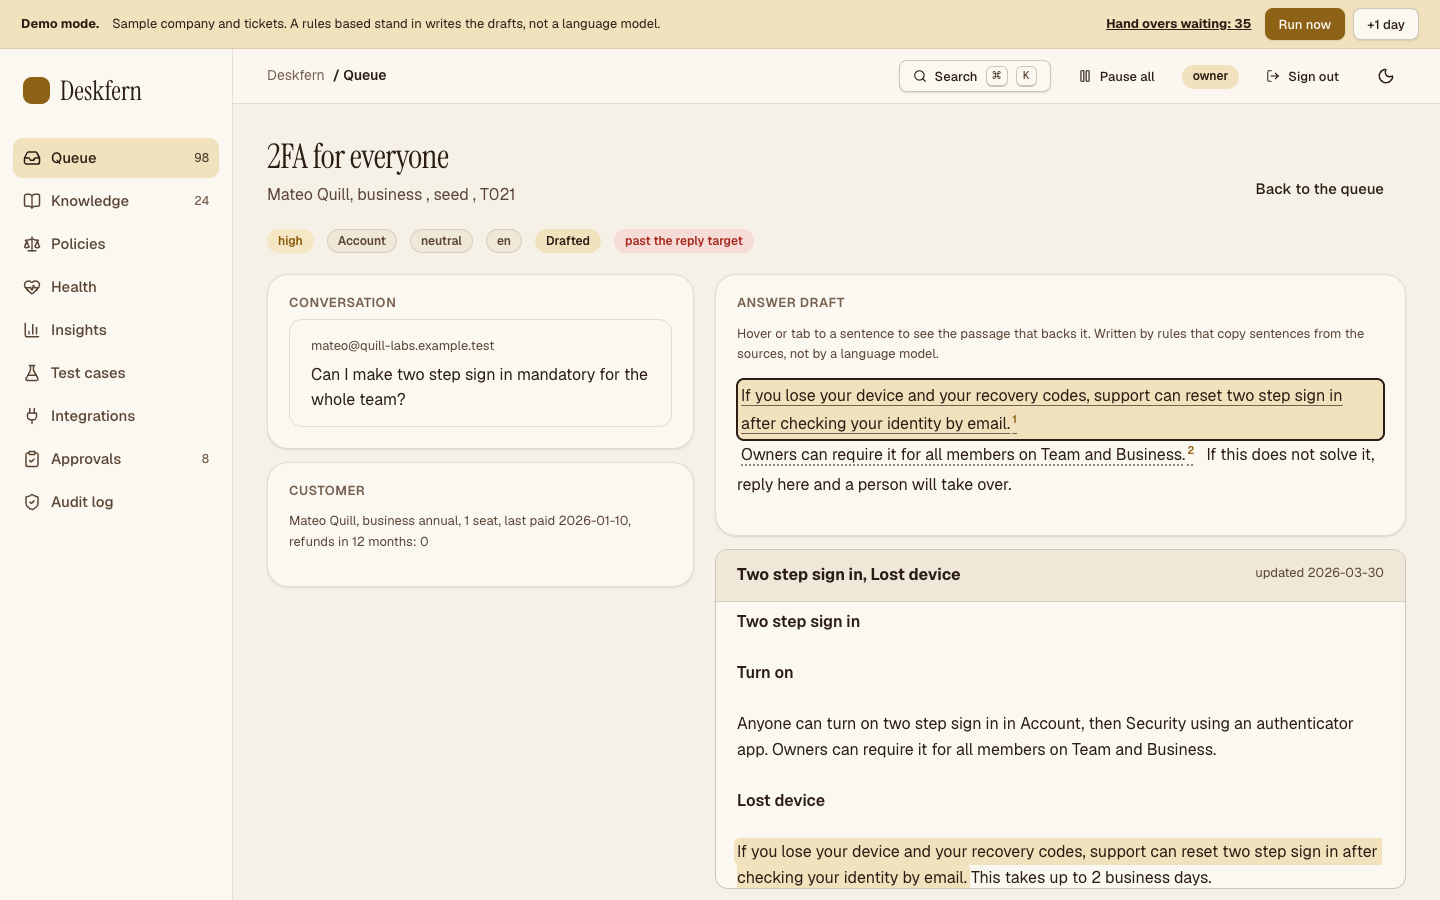 Demo mode. Sample company and tickets. A rules based stand in writes the drafts, not a language model.
Hand overs waiting: 35
Run now
+1 day
Deskfern
Queue 98
Knowledge 24
Policies
Health
Insights
Test cases
Integrations
Approvals 8
Audit log
Deskfern / Queue
Search ⌘ K
Pause all
owner
Sign out
2FA for everyone
Mateo Quill, business , seed , T021
Back to the queue
high Account neutral en Drafted past the reply target
CONVERSATION
mateo@quill-labs.example.test
Can I make two step sign in mandatory for the
whole team?
CUSTOMER
Mateo Quill, business annual, 1 seat, last paid 2026-01-10,
refunds in 12 months: 0
ANSWER DRAFT
Hover or tab to a sentence to see the passage that backs it. Written by rules that copy sentences from the
sources, not by a language model.
If you lose your device and your recovery codes, support can reset two step sign in
after checking your identity by email. 1
Owners can require it for all members on Team and Business. 2 If this does not solve it,
reply here and a person will take over.
Two step sign in, Lost device
updated 2026-03-30
Two step sign in
Turn on
Anyone can turn on two step sign in in Account, then Security using an authenticator
app. Owners can require it for all members on Team and Business.
Lost device
If you lose your device and your recovery codes, support can reset two step sign in after
checking your identity by email. This takes up to 2 business days.